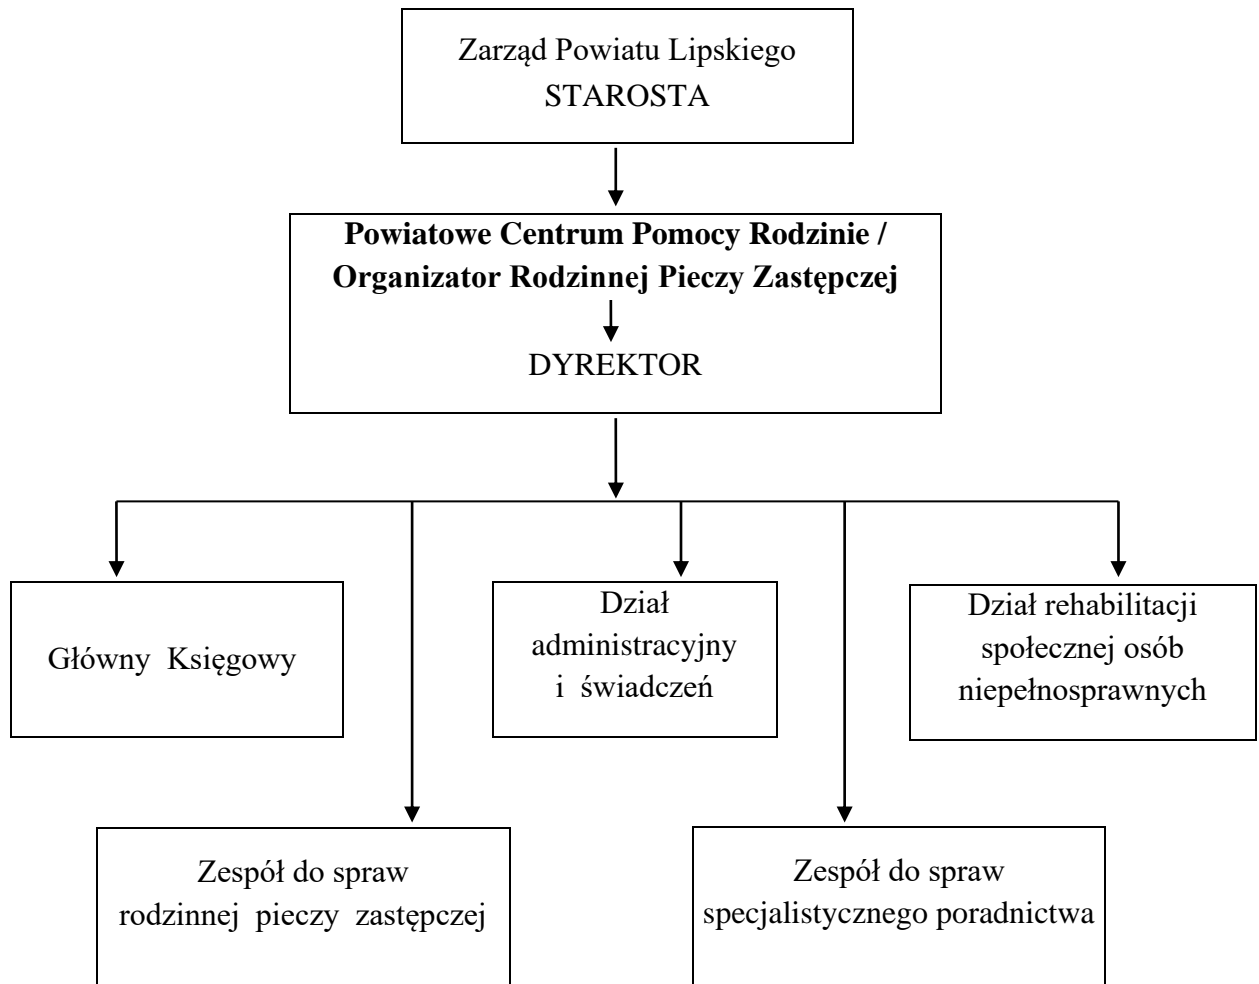 Zarząd Powiatu Lipskiego
STAROSTA
Powiatowe Centrum Pomocy Rodzinie /
Organizator Rodzinnej Pieczy Zastępczej
DYREKTOR
Główny Księgowy
Dział
administracyjny
i świadczeń
Dział rehabilitacji
społecznej osób
niepełnosprawnych
Zespół do spraw
rodzinnej pieczy zastępczej
Zespół do spraw
specjalistycznego poradnictwa